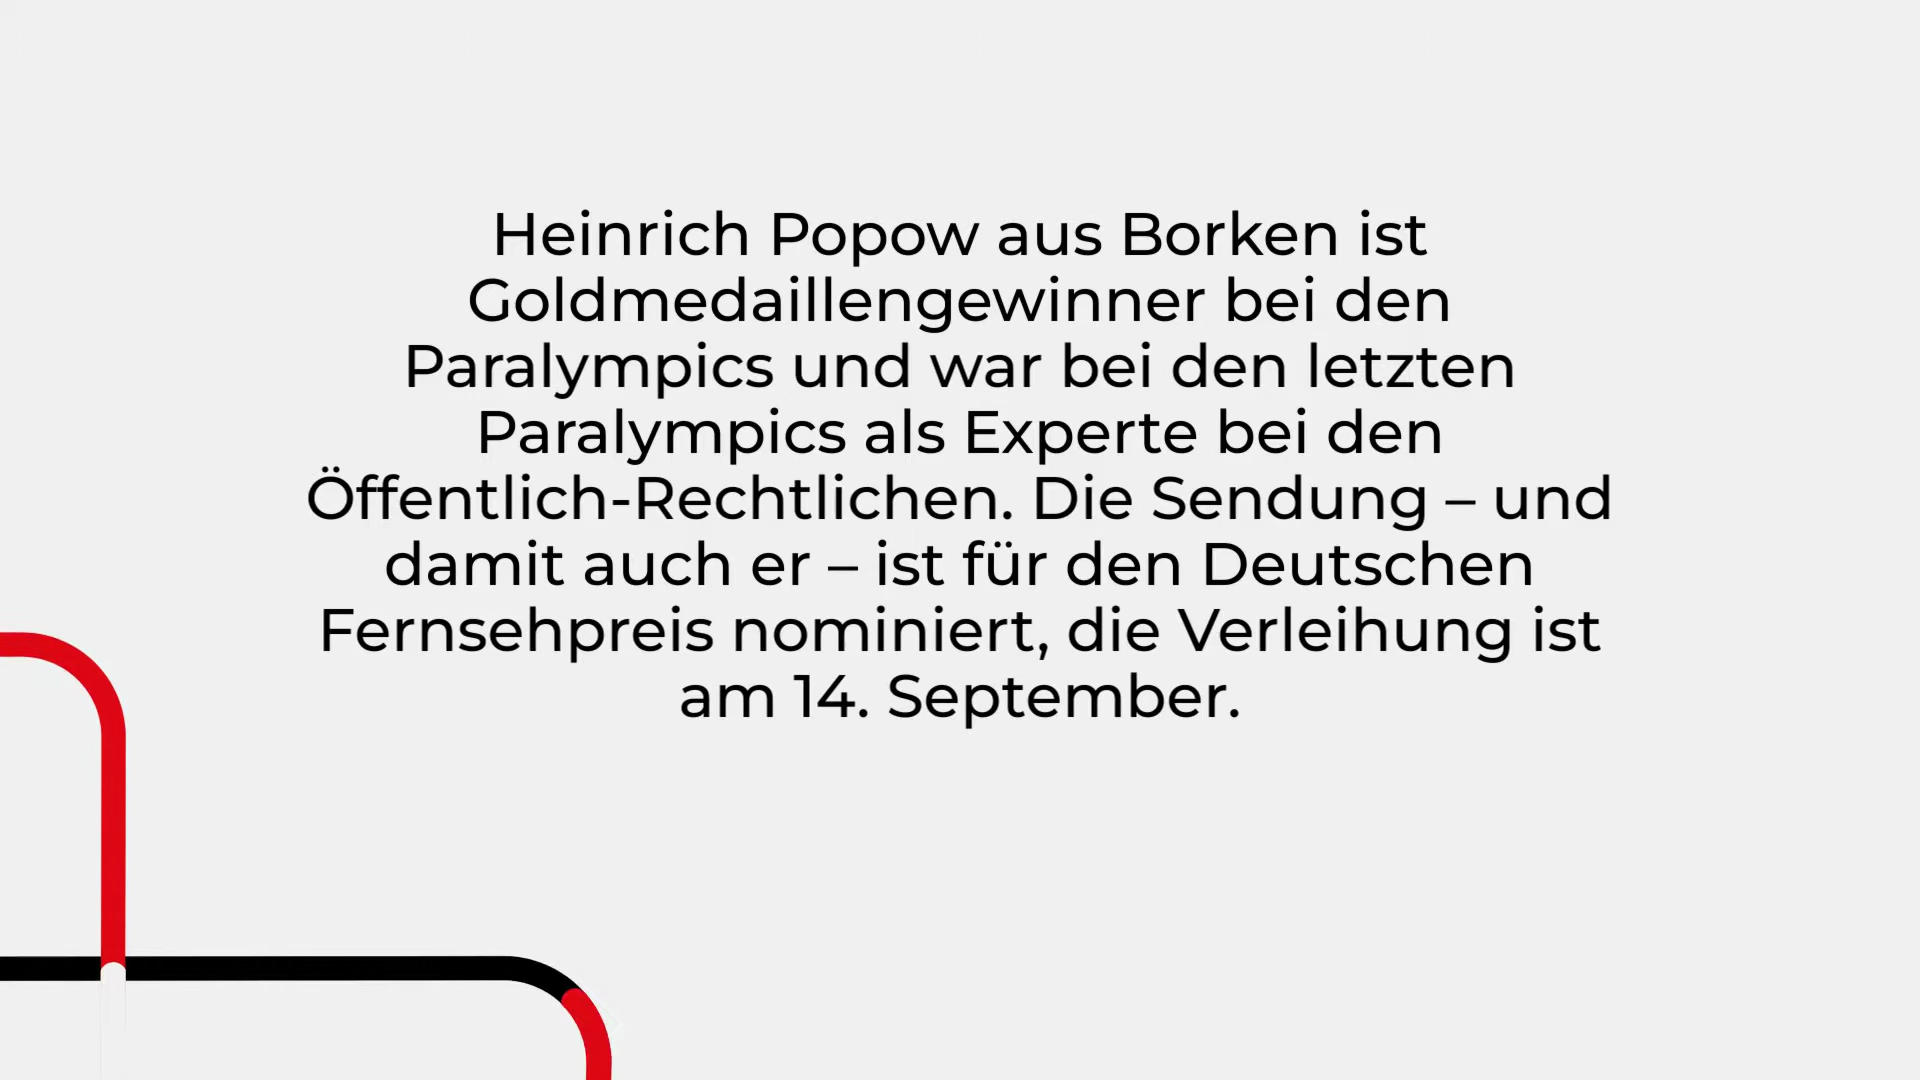 Heinrich Popow aus Borken ist
Goldmedaillengewinner bei den
Paralympics und war bei den letzten
Paralympics als Experte bei den
Öffentlich-Rechtlichen. Die Sendung – und
damit auch er – ist für den Deutschen
Fernsehpreis nominiert, die Verleihung ist
am 14. September.